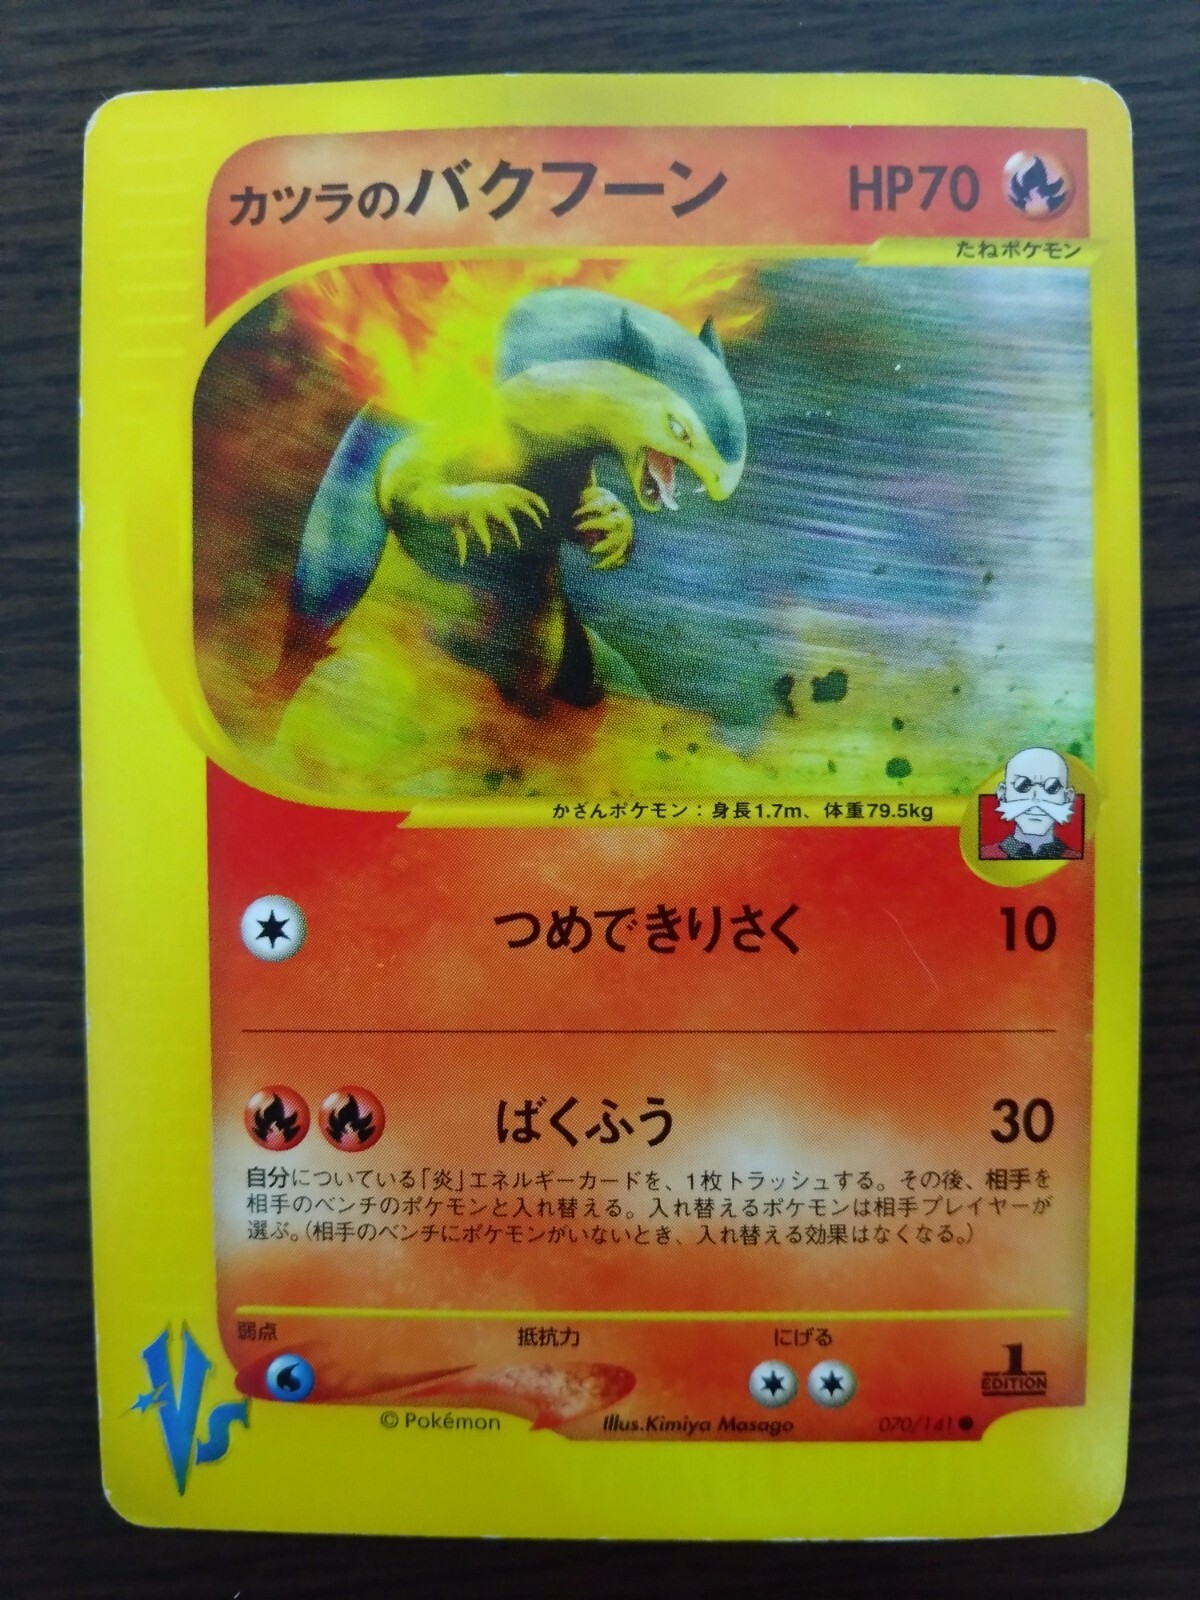 カツラのバクフーン HP70
たねポケモン
かざんポケモン：身長1.7m、体重79.5kg
つめできりさく 10
ばくふう 30
自分についている「炎」エネルギーカードを、1枚トラッシュする。その後、相手を
相手のベンチのポケモンと入れ替える。入れ替えるポケモンは相手プレイヤーが
選ぶ。（相手のベンチにポケモンがいないとき、入れ替える効果はなくなる。）
弱点 抵抗力 にげる
1
EDITION
VS
© Pokémon Illus.Kimiya Masago 070/141 ●